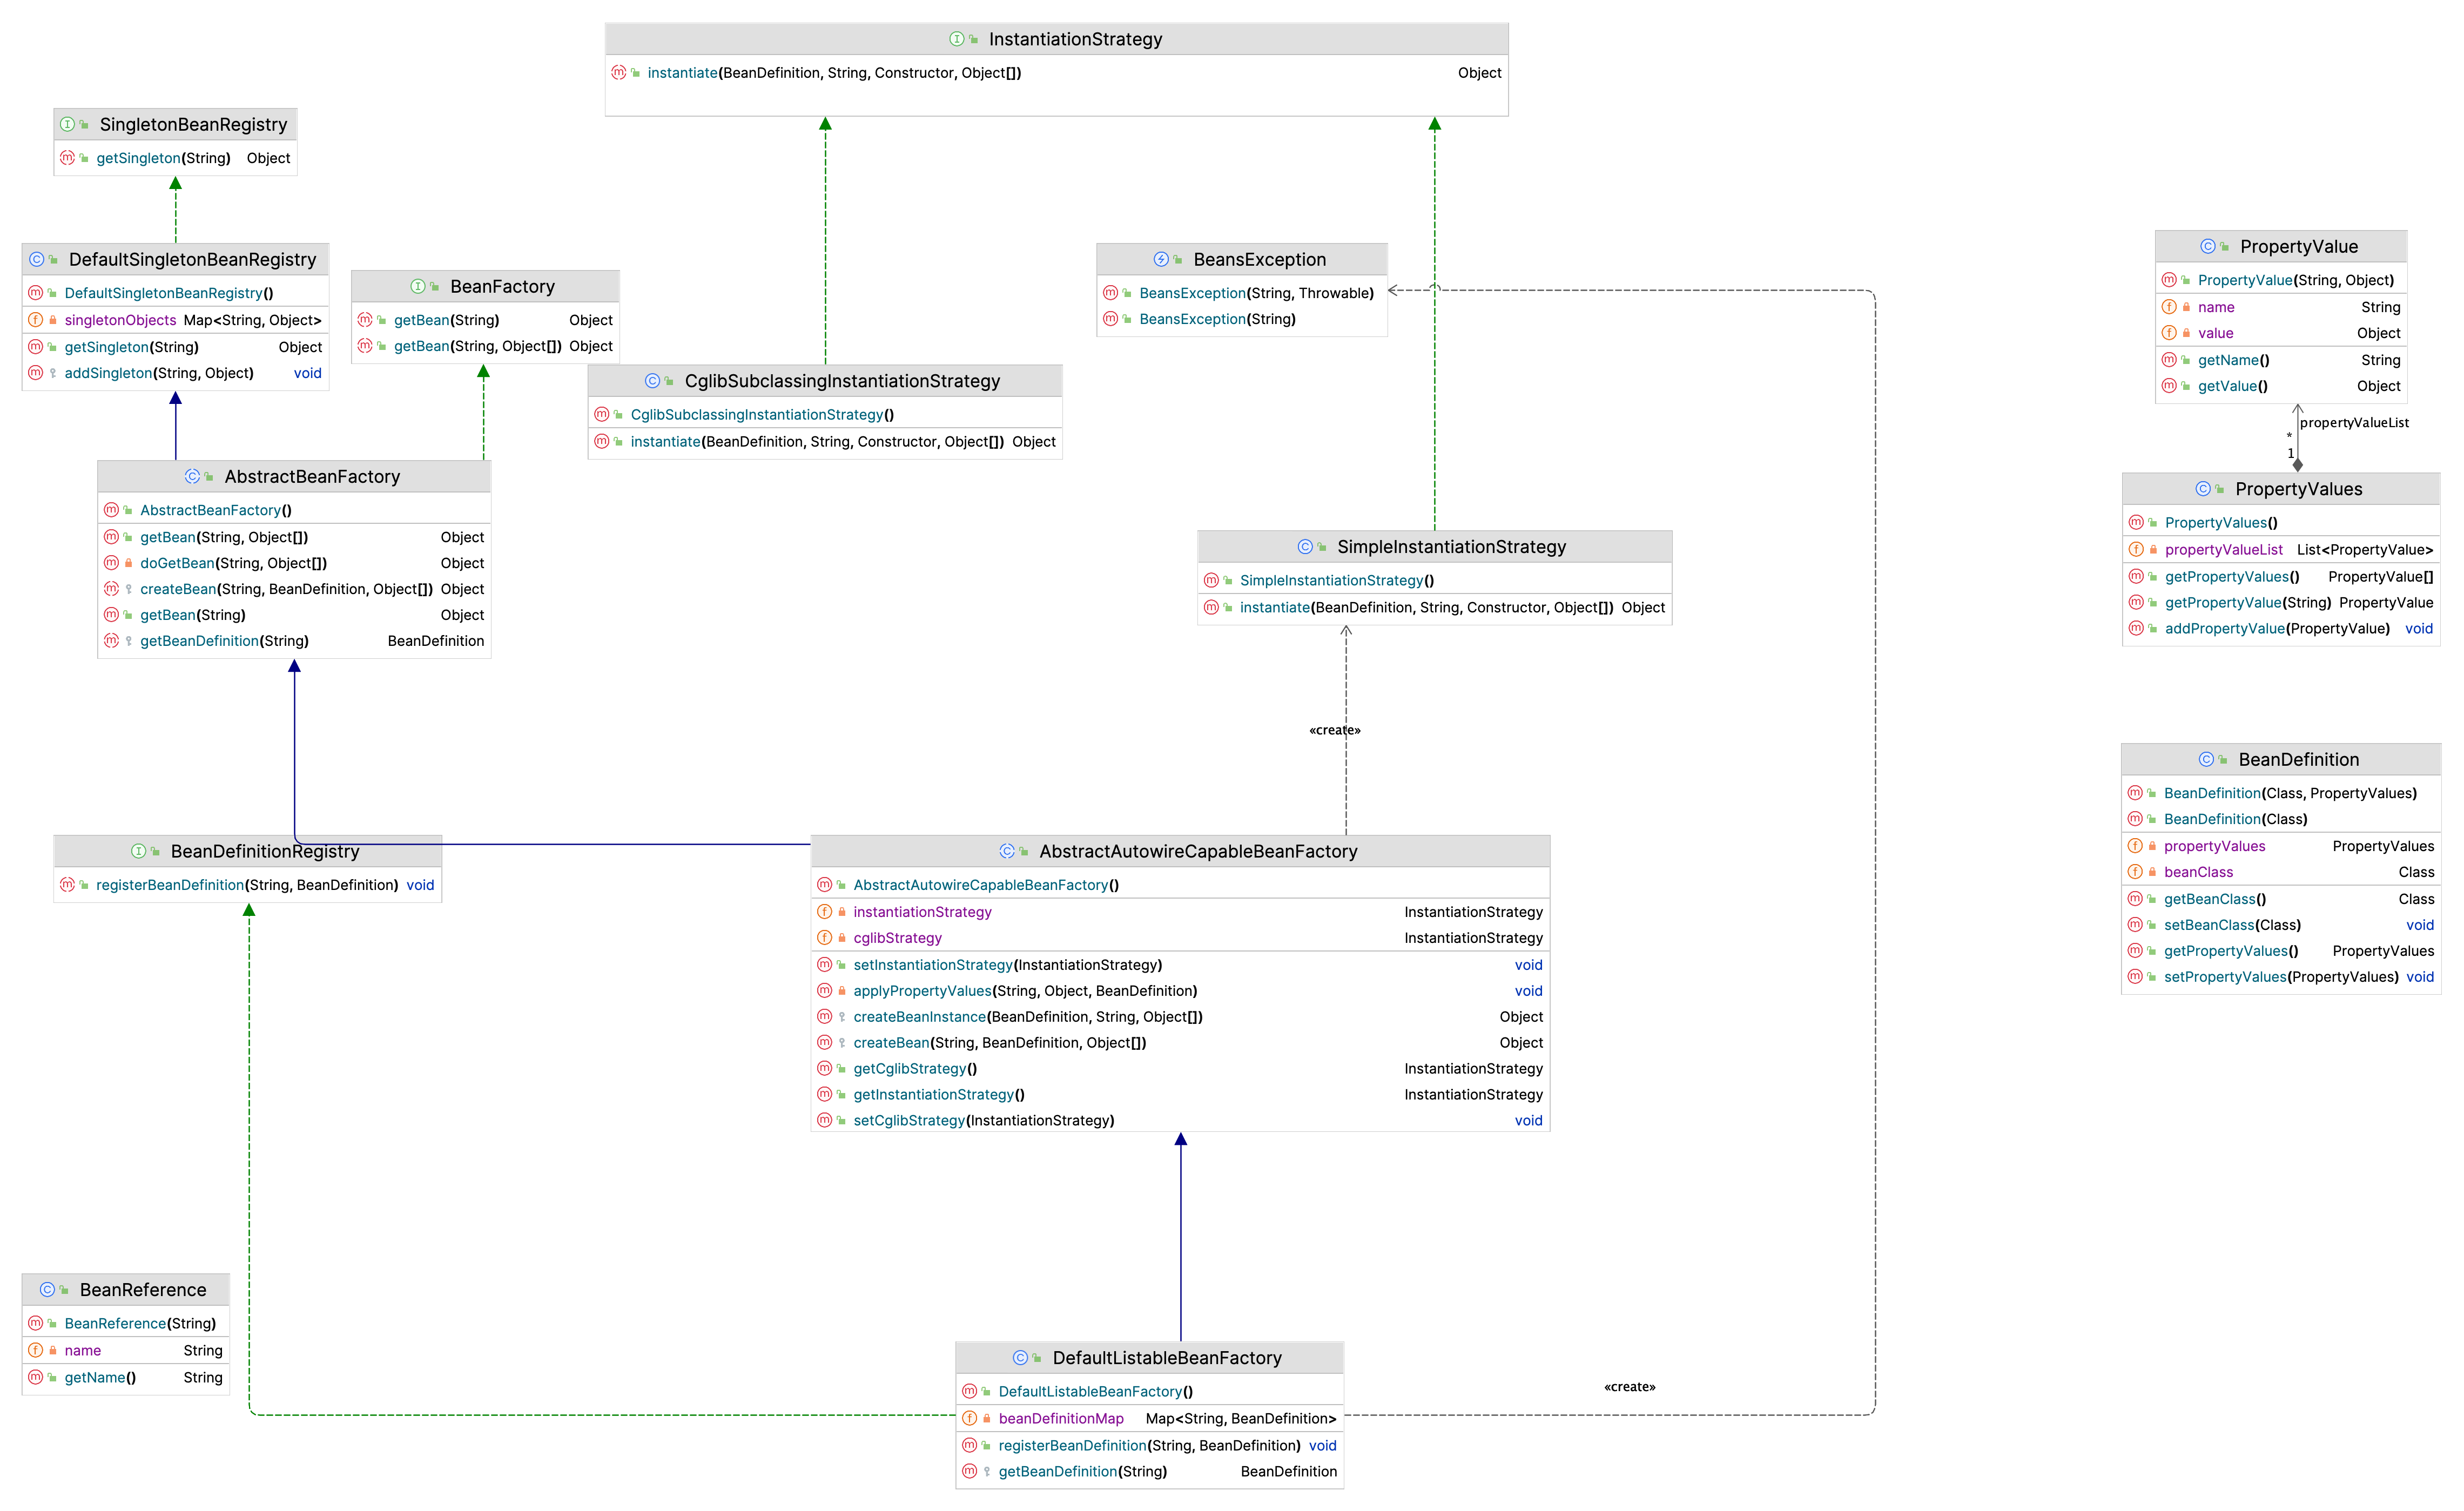 InstantiationStrategy
instantiate(BeanDefinition, String, Constructor, Object[]) Object
SingletonBeanRegistry
getSingleton(String) Object
DefaultSingletonBeanRegistry
DefaultSingletonBeanRegistry()
singletonObjects Map<String, Object>
getSingleton(String) Object
addSingleton(String, Object) void
BeanFactory
getBean(String) Object
getBean(String, Object[]) Object
CglibSubclassingInstantiationStrategy
CglibSubclassingInstantiationStrategy()
instantiate(BeanDefinition, String, Constructor, Object[]) Object
BeansException
BeansException(String, Throwable)
BeansException(String)
PropertyValue
PropertyValue(String, Object)
name String
value Object
getName() String
getValue() Object
propertyValueList
*
1
PropertyValues
PropertyValues()
propertyValueList List<PropertyValue>
getPropertyValues() PropertyValue[]
getPropertyValue(String) PropertyValue
addPropertyValue(PropertyValue) void
AbstractBeanFactory
AbstractBeanFactory()
getBean(String, Object[]) Object
doGetBean(String, Object[]) Object
createBean(String, BeanDefinition, Object[]) Object
getBean(String) Object
getBeanDefinition(String) BeanDefinition
SimpleInstantiationStrategy
SimpleInstantiationStrategy()
instantiate(BeanDefinition, String, Constructor, Object[]) Object
«create»
BeanDefinition
BeanDefinition(Class, PropertyValues)
BeanDefinition(Class)
propertyValues PropertyValues
beanClass Class
getBeanClass() Class
setBeanClass(Class) void
getPropertyValues() PropertyValues
setPropertyValues(PropertyValues) void
BeanDefinitionRegistry
registerBeanDefinition(String, BeanDefinition) void
AbstractAutowireCapableBeanFactory
AbstractAutowireCapableBeanFactory()
instantiationStrategy InstantiationStrategy
cglibStrategy InstantiationStrategy
setInstantiationStrategy(InstantiationStrategy) void
applyPropertyValues(String, Object, BeanDefinition) void
createBeanInstance(BeanDefinition, String, Object[]) Object
createBean(String, BeanDefinition, Object[]) Object
getCglibStrategy() InstantiationStrategy
getInstantiationStrategy() InstantiationStrategy
setCglibStrategy(InstantiationStrategy) void
BeanReference
BeanReference(String)
name String
getName() String
DefaultListableBeanFactory
DefaultListableBeanFactory()
beanDefinitionMap Map<String, BeanDefinition>
registerBeanDefinition(String, BeanDefinition) void
getBeanDefinition(String) BeanDefinition
«create»